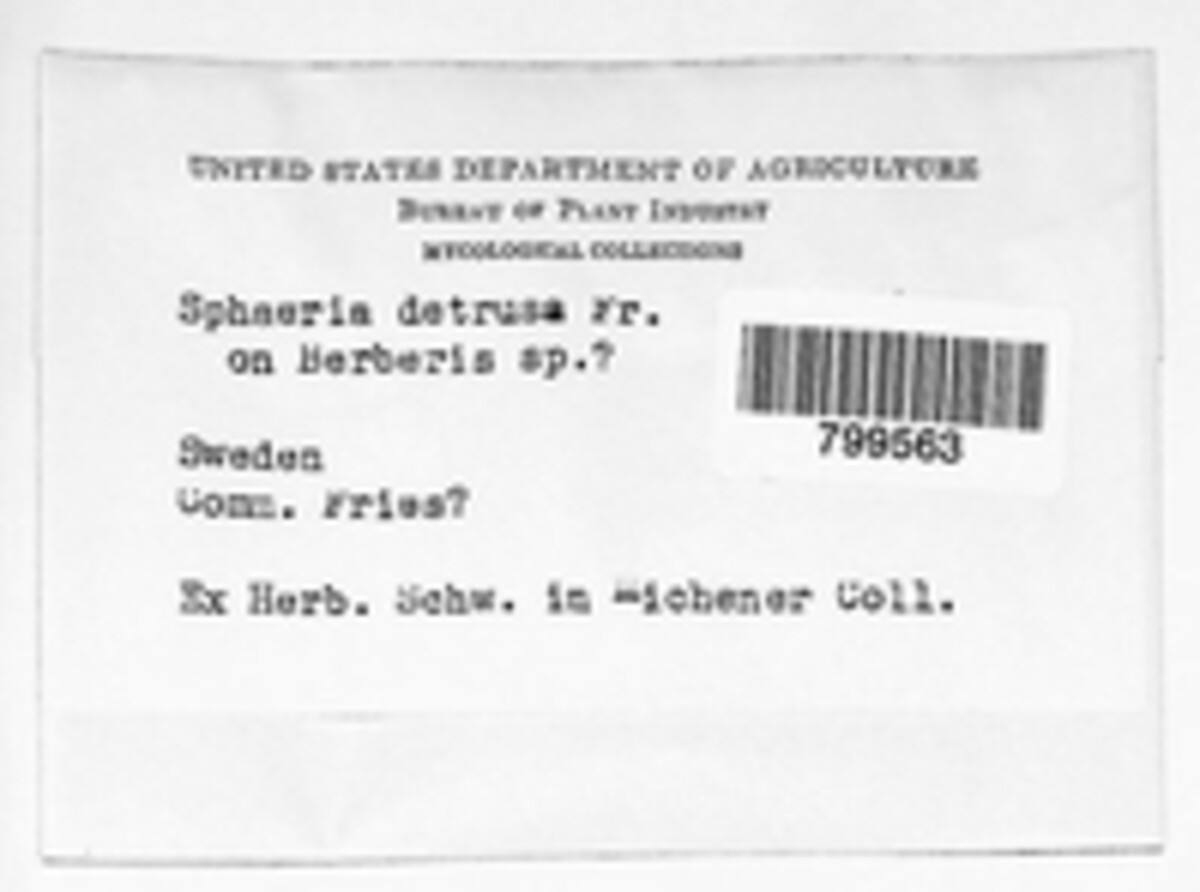 UNITED STATES DEPARTMENT OF AGRICULTURE
BUREAU OF PLANT INDUSTRY
MYCOLOGICAL COLLECTIONS
Sphaeria detrusa Fr.
on Berberis sp.?
799563
Sweden
Comm. Fries?
Ex Herb. Schw. in Michener Coll.